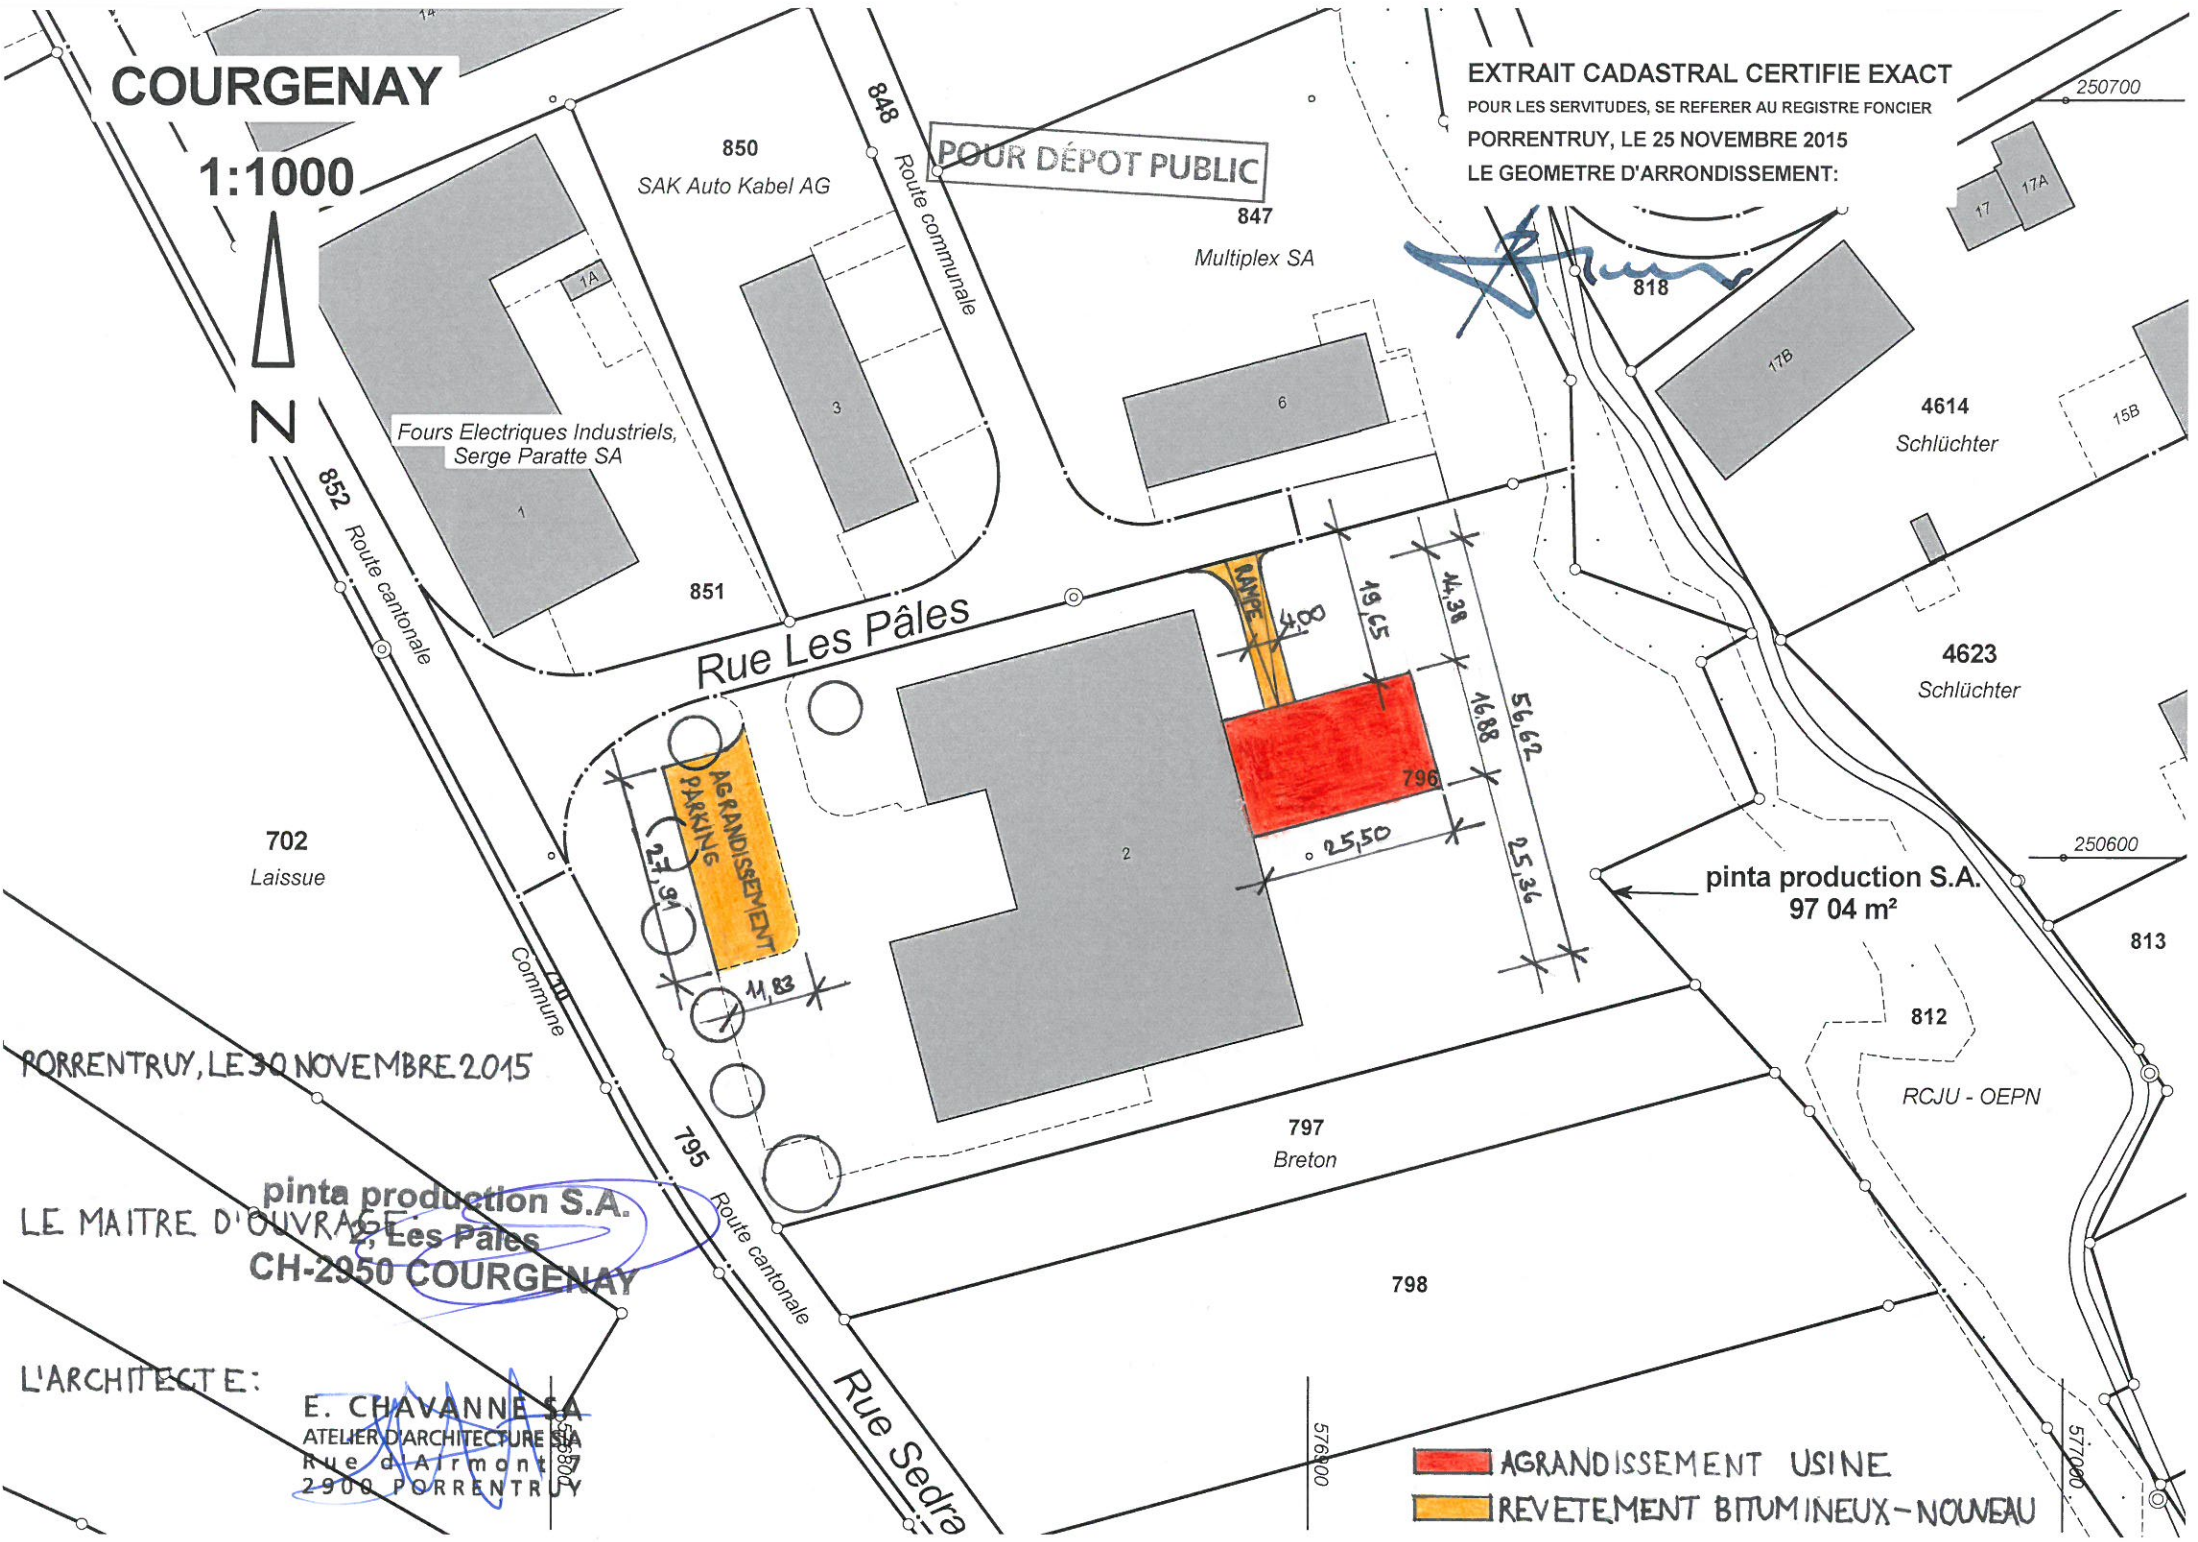 14
COURGENAY
1:1000
N
848
Route communale
850
SAK Auto Kabel AG
POUR DÉPOT PUBLIC
847
Multiplex SA
EXTRAIT CADASTRAL CERTIFIE EXACT
POUR LES SERVITUDES, SE REFERER AU REGISTRE FONCIER
PORRENTRUY, LE 25 NOVEMBRE 2015
LE GEOMETRE D'ARRONDISSEMENT:
250700
17
17A
818
17B
1A
3
6
4614
Schlüchter
15B
Fours Electriques Industriels,
Serge Paratte SA
1
852
Route cantonale
851
Rue Les Pâles
RAMPE
4,00
19,65
14,38
16,88
56,62
25,36
4623
Schlüchter
796
25,50
2
AGRANDISSEMENT
PARKING
27,91
11,83
702
Laissue
250600
pinta production S.A.
97 04 m²
813
812
RCJU - OEPN
Commune
PORRENTRUY, LE 30 NOVEMBRE 2015
797
Breton
795
Route cantonale
LE MAITRE D'OUVRAGE:
pinta production S.A.
2, Les Pâles
CH-2950 COURGENAY
798
L'ARCHITECTE:
E. CHAVANNE SA
ATELIER D'ARCHITECTURE SIA
Rue d'Airmont 7
2900 PORRENTRUY
Rue Sedra
576800
576900
577000
AGRANDISSEMENT USINE
REVETEMENT BITUMINEUX-NOUVEAU